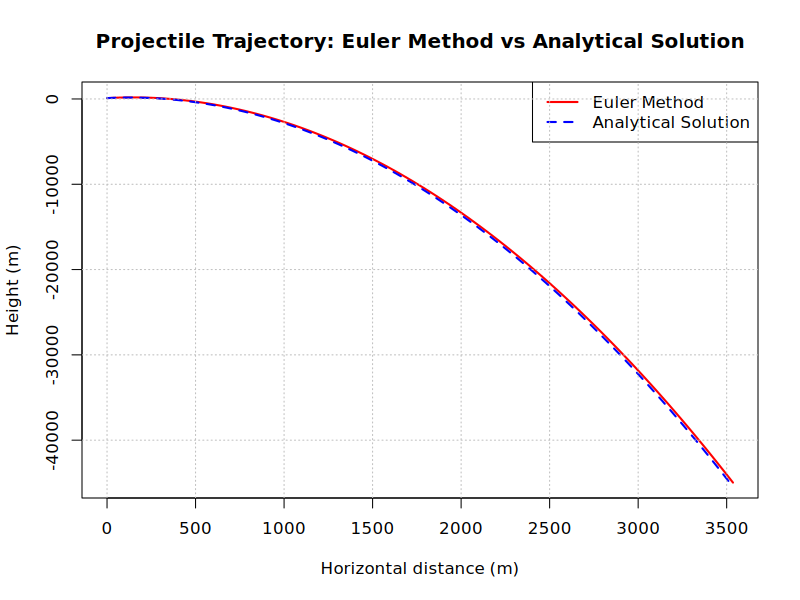 Projectile Trajectory: Euler Method vs Analytical Solution
Euler Method
Analytical Solution
Height (m)
0
-10000
-20000
-30000
-40000
0 500 1000 1500 2000 2500 3000 3500
Horizontal distance (m)